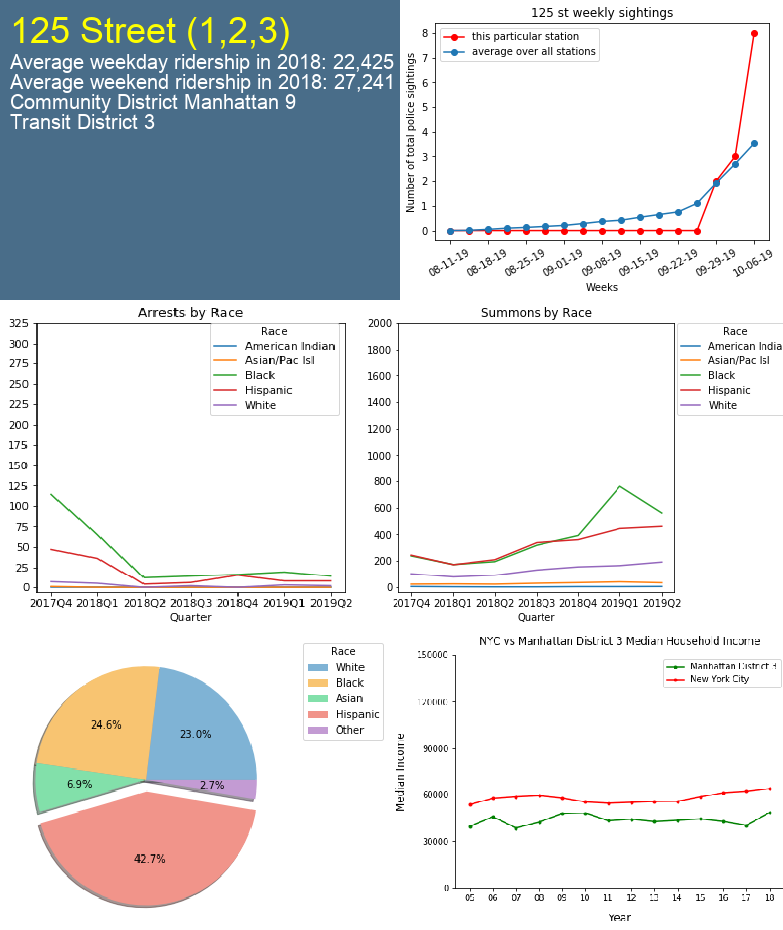 125 Street (1,2,3)
Average weekday ridership in 2018: 22,425
Average weekend ridership in 2018: 27,241
Community District Manhattan 9
Transit District 3
125 st weekly sightings
this particular station
average over all stations
Number of total police sightings
8
7
6
5
4
3
2
1
0
08-11-19 08-18-19 08-25-19 09-01-19 09-08-19 09-15-19 09-22-19 09-29-19 10-06-19
Weeks
Arrests by Race
Race
American Indian
Asian/Pac Isl
Black
Hispanic
White
325
300
275
250
225
200
175
150
125
100
75
50
25
0
2017Q4 2018Q1 2018Q2 2018Q3 2018Q4 2019Q1 2019Q2
Quarter
Summons by Race
Race
American India
Asian/Pac Isl
Black
Hispanic
White
2000
1800
1600
1400
1200
1000
800
600
400
200
0
2017Q4 2018Q1 2018Q2 2018Q3 2018Q4 2019Q1 2019Q2
Quarter
Race
White
Black
Asian
Hispanic
Other
24.6%
23.0%
6.9%
2.7%
42.7%
NYC vs Manhattan District 3 Median Household Income
Manhattan District 3
New York City
Median Income
150000
120000
90000
60000
30000
0
05 06 07 08 09 10 11 12 13 14 15 16 17 18
Year